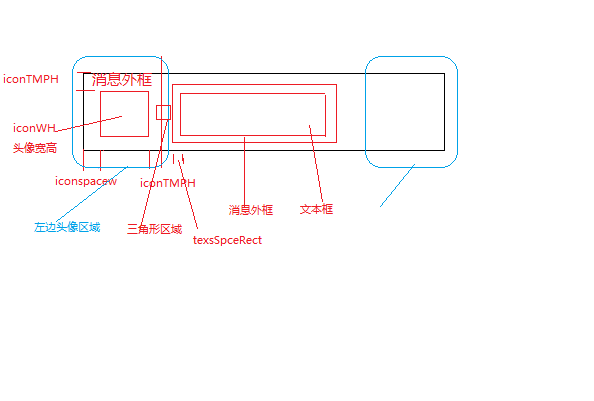 iconTMPH
消息外框
iconWH
头像宽高
iconspacew
iconTMPH
左边头像区域
三角形区域
texsSpceRect
消息外框
文本框